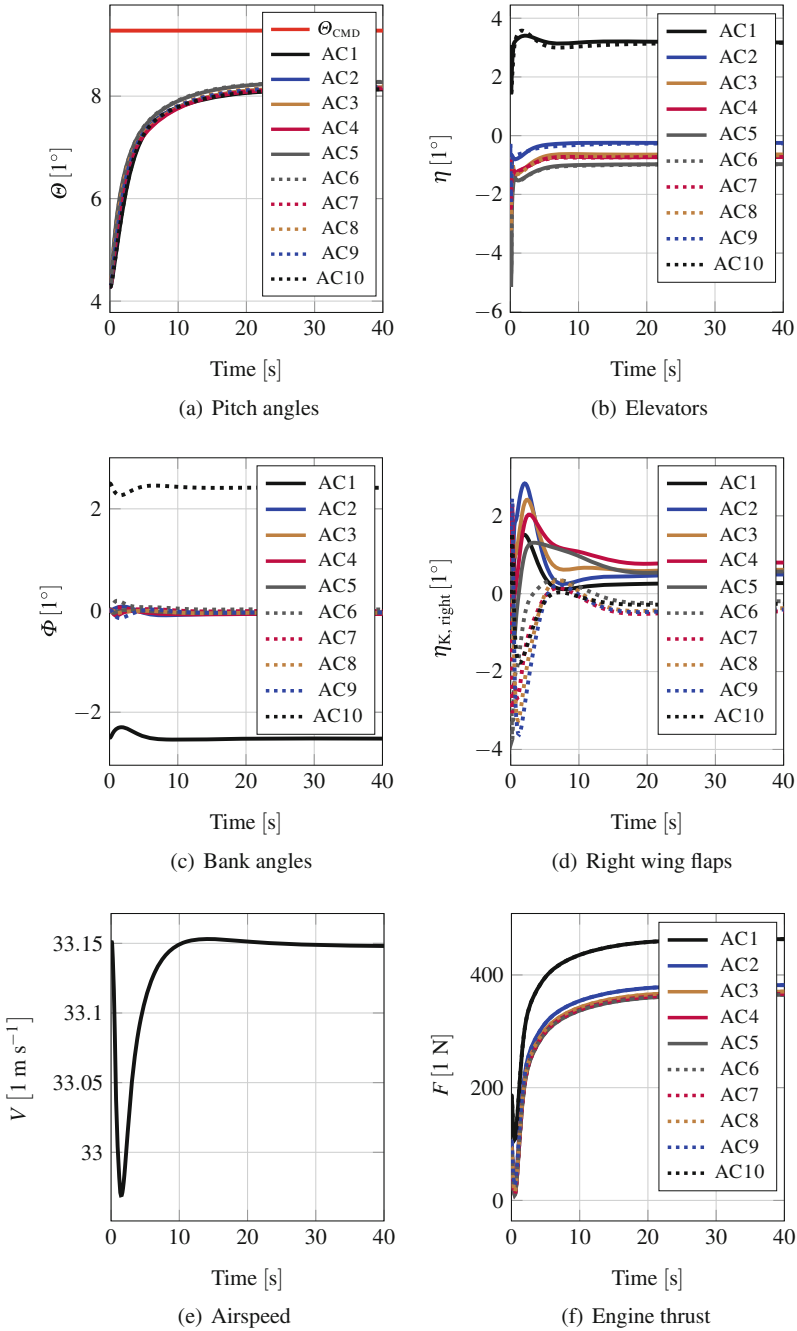 Θ [1°]
8
6
4
0 10 20 30 40
Time [s]
Θ_CMD
AC1
AC2
AC3
AC4
AC5
AC6
AC7
AC8
AC9
AC10
(a) Pitch angles
η [1°]
4
2
0
−2
−4
−6
0 10 20 30 40
Time [s]
AC1
AC2
AC3
AC4
AC5
AC6
AC7
AC8
AC9
AC10
(b) Elevators
Φ [1°]
2
0
−2
0 10 20 30 40
Time [s]
AC1
AC2
AC3
AC4
AC5
AC6
AC7
AC8
AC9
AC10
(c) Bank angles
η_K, right [1°]
2
0
−2
−4
0 10 20 30 40
Time [s]
AC1
AC2
AC3
AC4
AC5
AC6
AC7
AC8
AC9
AC10
(d) Right wing flaps
V [1 m s⁻¹]
33.15
33.1
33.05
33
0 10 20 30 40
Time [s]
(e) Airspeed
F [1 N]
400
200
0
0 10 20 30 40
Time [s]
AC1
AC2
AC3
AC4
AC5
AC6
AC7
AC8
AC9
AC10
(f) Engine thrust